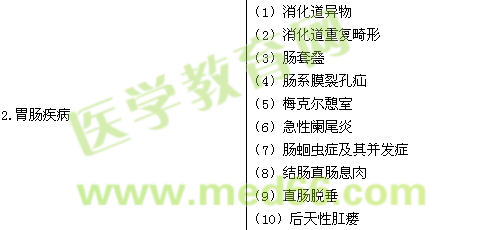 (1) 消化道异物
(2) 消化道重复畸形
(3) 肠套叠
(4) 肠系膜裂孔疝
2.胃肠疾病
(5) 梅克尔憩室
(6) 急性阑尾炎
(7) 肠蛔虫症及其并发症
(8) 结肠直肠息肉
(9) 直肠脱垂
(10) 后天性肛瘘
医学教育网
www.med66.com